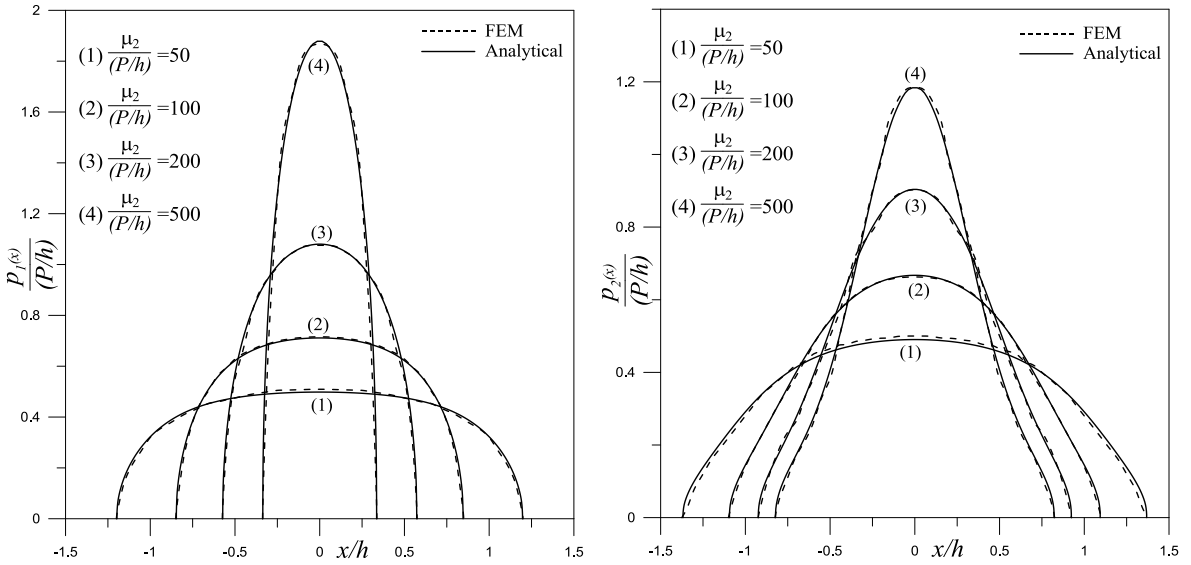 2
1.6
1.2
0.8
0.4
0
p₁(x)
(P/h)
(1) μ₂/(P/h) =50
(2) μ₂/(P/h) =100
(3) μ₂/(P/h) =200
(4) μ₂/(P/h) =500
FEM
Analytical
(4)
(3)
(2)
(1)
-1.5 -1 -0.5 0 x/h 0.5 1 1.5
1.2
0.8
0.4
0
p₂(x)
(P/h)
(1) μ₂/(P/h) =50
(2) μ₂/(P/h) =100
(3) μ₂/(P/h) =200
(4) μ₂/(P/h) =500
FEM
Analytical
(4)
(3)
(2)
(1)
-1.5 -1 -0.5 0 x/h 0.5 1 1.5